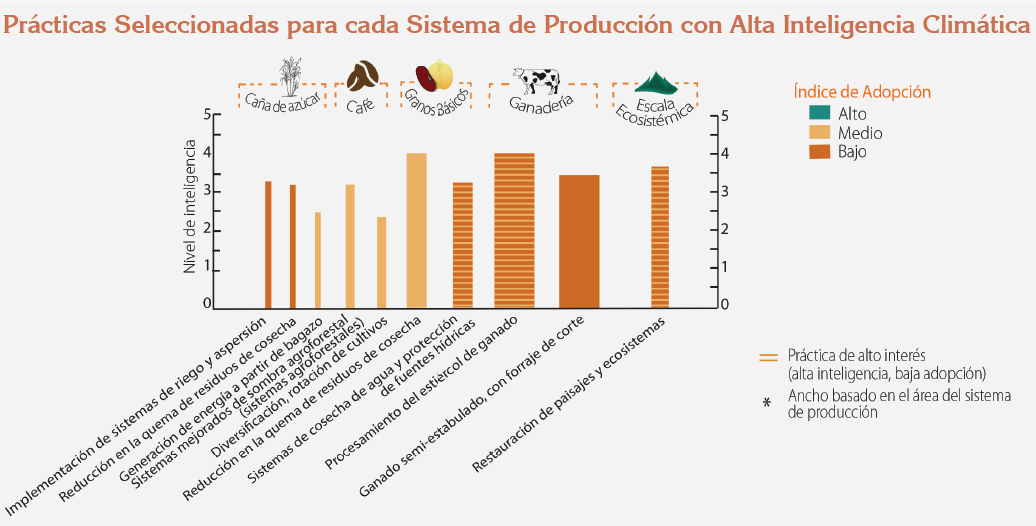 Prácticas Seleccionadas para cada Sistema de Producción con Alta Inteligencia Climática
Caña de azúcar
Café
Granos Básicos
Ganadería
Escala
Ecosistémica
Índice de Adopción
Alto
Medio
Bajo
Nivel de inteligencia
5
4
3
2
1
0
5
4
3
2
1
0
Implementación de sistemas de riego y aspersión
Reducción en la quema de residuos de cosecha
Generación de energía a partir de bagazo
Sistemas mejorados de sombra agroforestal
(sistemas agroforestales)
Diversificación, rotación de cultivos
Reducción en la quema de residuos de cosecha
Sistemas de cosecha de agua y protección
de fuentes hídricas
Procesamiento del estiércol de ganado
Ganado semi-estabulado, con forraje de corte
Restauración de paisajes y ecosistemas
Práctica de alto interés
(alta inteligencia, baja adopción)
* Ancho basado en el área del sistema
de producción